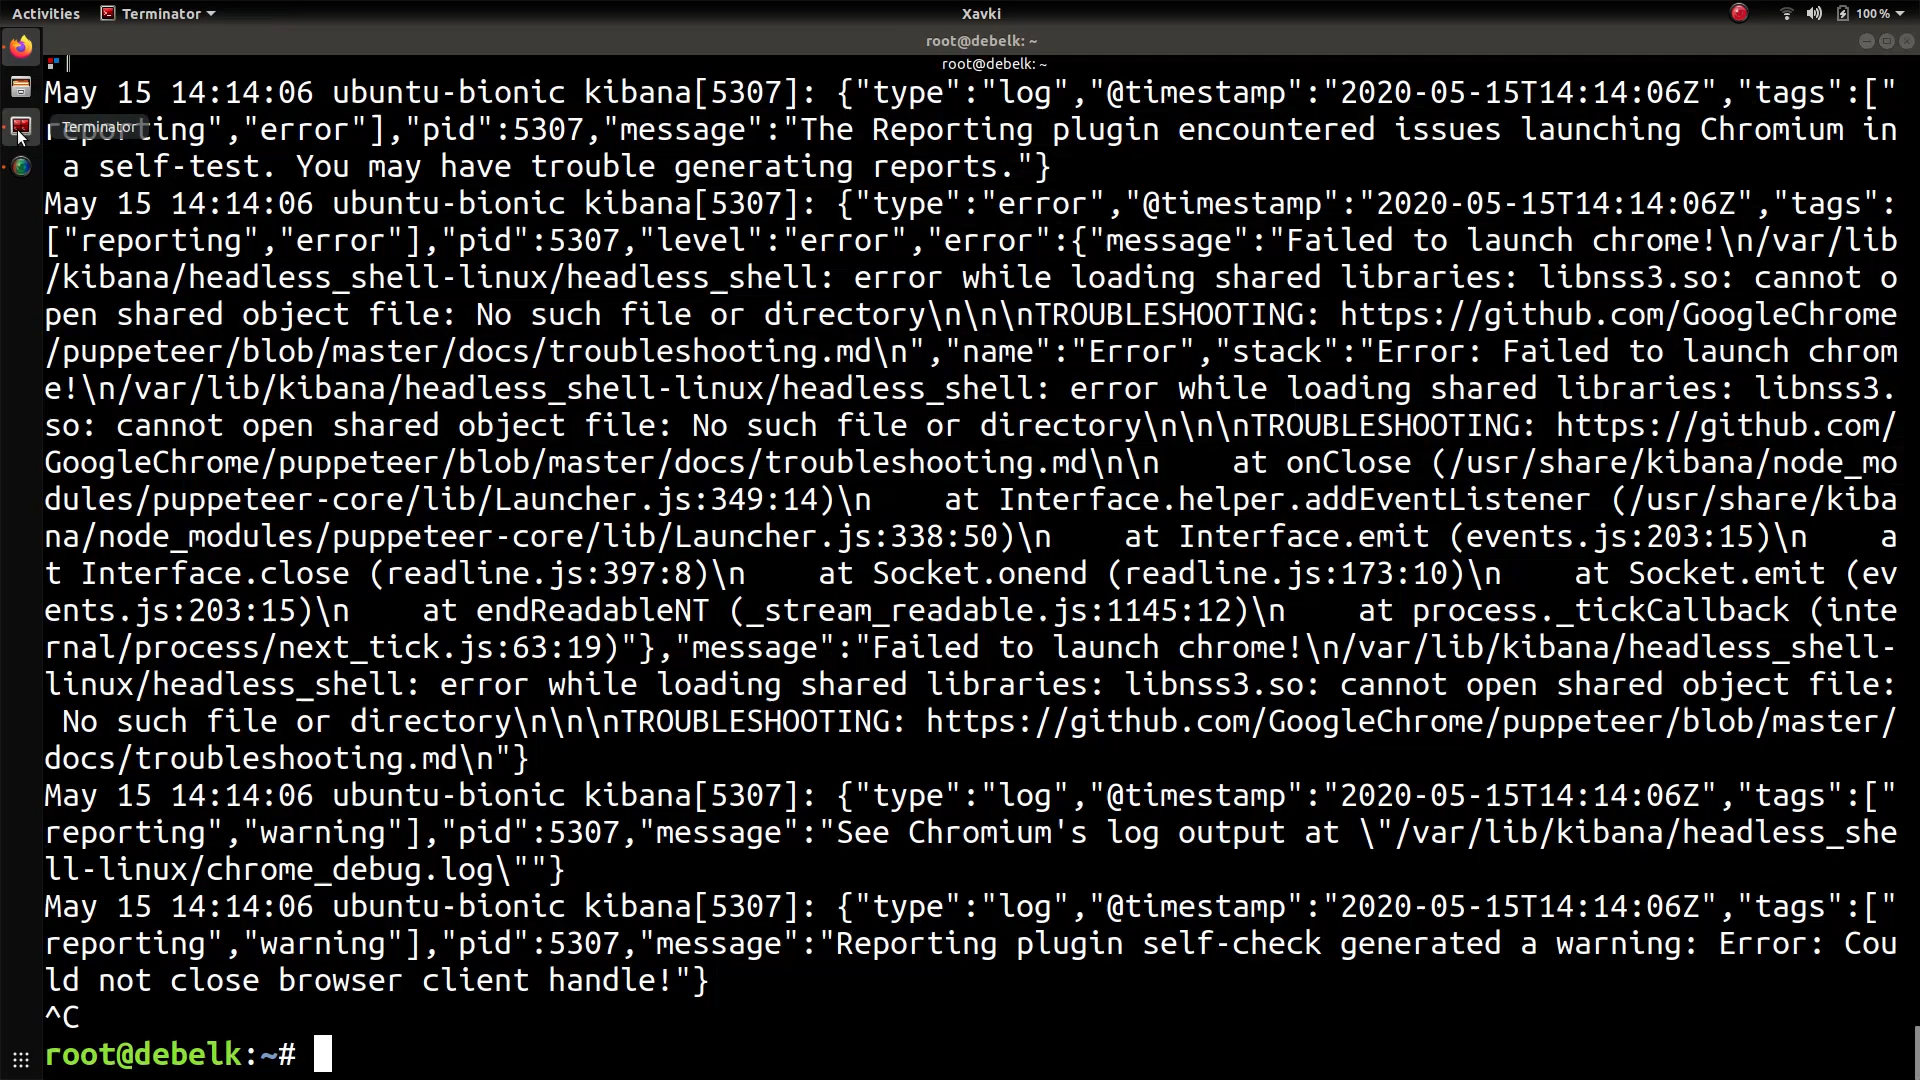 Activities
Terminator
Xavki
100 %
root@debelk: ~
root@debelk: ~
May 15 14:14:06 ubuntu-bionic kibana[5307]: {"type":"log","@timestamp":"2020-05-15T14:14:06Z","tags":["
Terminator
rting","error"],"pid":5307,"message":"The Reporting plugin encountered issues launching Chromium in
 a self-test. You may have trouble generating reports."}
May 15 14:14:06 ubuntu-bionic kibana[5307]: {"type":"error","@timestamp":"2020-05-15T14:14:06Z","tags":
["reporting","error"],"pid":5307,"level":"error","error":{"message":"Failed to launch chrome!\n/var/lib
/kibana/headless_shell-linux/headless_shell: error while loading shared libraries: libnss3.so: cannot o
pen shared object file: No such file or directory\n\n\nTROUBLESHOOTING: https://github.com/GoogleChrome
/puppeteer/blob/master/docs/troubleshooting.md\n","name":"Error","stack":"Error: Failed to launch chrom
e!\n/var/lib/kibana/headless_shell-linux/headless_shell: error while loading shared libraries: libnss3.
so: cannot open shared object file: No such file or directory\n\n\nTROUBLESHOOTING: https://github.com/
GoogleChrome/puppeteer/blob/master/docs/troubleshooting.md\n\n    at onClose (/usr/share/kibana/node_mo
dules/puppeteer-core/lib/Launcher.js:349:14)\n    at Interface.helper.addEventListener (/usr/share/kiba
na/node_modules/puppeteer-core/lib/Launcher.js:338:50)\n    at Interface.emit (events.js:203:15)\n    a
t Interface.close (readline.js:397:8)\n    at Socket.onend (readline.js:173:10)\n    at Socket.emit (ev
ents.js:203:15)\n    at endReadableNT (_stream_readable.js:1145:12)\n    at process._tickCallback (inte
rnal/process/next_tick.js:63:19)"},"message":"Failed to launch chrome!\n/var/lib/kibana/headless_shell-
linux/headless_shell: error while loading shared libraries: libnss3.so: cannot open shared object file:
 No such file or directory\n\n\nTROUBLESHOOTING: https://github.com/GoogleChrome/puppeteer/blob/master/
docs/troubleshooting.md\n"}
May 15 14:14:06 ubuntu-bionic kibana[5307]: {"type":"log","@timestamp":"2020-05-15T14:14:06Z","tags":["
reporting","warning"],"pid":5307,"message":"See Chromium's log output at \"/var/lib/kibana/headless_she
ll-linux/chrome_debug.log\""}
May 15 14:14:06 ubuntu-bionic kibana[5307]: {"type":"log","@timestamp":"2020-05-15T14:14:06Z","tags":["
reporting","warning"],"pid":5307,"message":"Reporting plugin self-check generated a warning: Error: Cou
ld not close browser client handle!"}
^C
root@debelk:~#